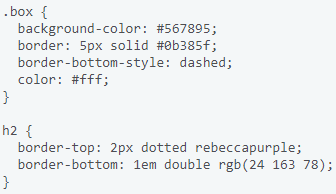 .box {
  background-color: #567895;
  border: 5px solid #0b385f;
  border-bottom-style: dashed;
  color: #fff;
}

h2 {
  border-top: 2px dotted rebeccapurple;
  border-bottom: 1em double rgb(24 163 78);
}